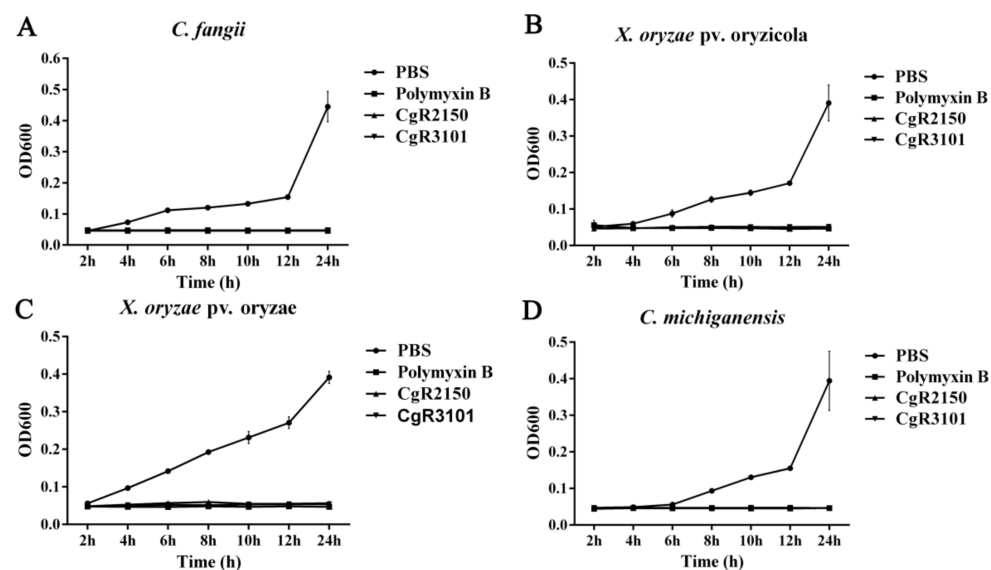 A
C. fangii
OD600
0.6
0.5
0.4
0.3
0.2
0.1
0.0
2h 4h 6h 8h 10h 12h 24h
Time (h)
PBS
Polymyxin B
CgR2150
CgR3101
B
X. oryzae pv. oryzicola
OD600
0.5
0.4
0.3
0.2
0.1
0.0
2h 4h 6h 8h 10h 12h 24h
Time (h)
PBS
Polymyxin B
CgR2150
CgR3101
C
X. oryzae pv. oryzae
OD600
0.5
0.4
0.3
0.2
0.1
0.0
2h 4h 6h 8h 10h 12h 24h
Time (h)
PBS
Polymyxin B
CgR2150
CgR3101
D
C. michiganensis
OD600
0.5
0.4
0.3
0.2
0.1
0.0
2h 4h 6h 8h 10h 12h 24h
Time (h)
PBS
Polymyxin B
CgR2150
CgR3101